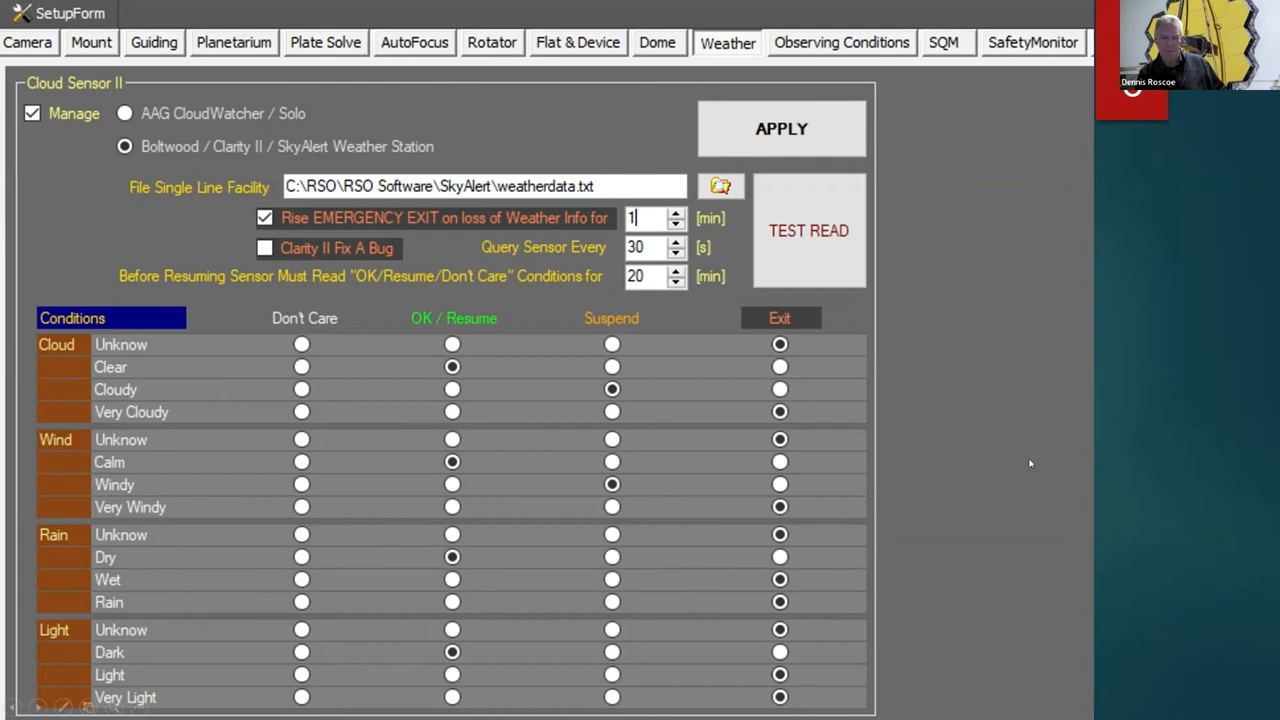 SetupForm
Camera Mount Guiding Planetarium Plate Solve AutoFocus Rotator Flat & Device Dome Weather Observing Conditions SQM SafetyMonitor
Dennis Roscoe
Cloud Sensor II
Manage AAG CloudWatcher / Solo
Boltwood / Clarity II / SkyAlert Weather Station
APPLY
File Single Line Facility C:\RSO\RSO Software\SkyAlert\weatherdata.txt
Rise EMERGENCY EXIT on loss of Weather Info for 1 [min]
TEST READ
Clarity II Fix A Bug Query Sensor Every 30 [s]
Before Resuming Sensor Must Read "OK/Resume/Don't Care" Conditions for 20 [min]
Conditions Don't Care OK / Resume Suspend Exit
Cloud Unknow
Clear
Cloudy
Very Cloudy
Wind Unknow
Calm
Windy
Very Windy
Rain Unknow
Dry
Wet
Rain
Light Unknow
Dark
Light
Very Light